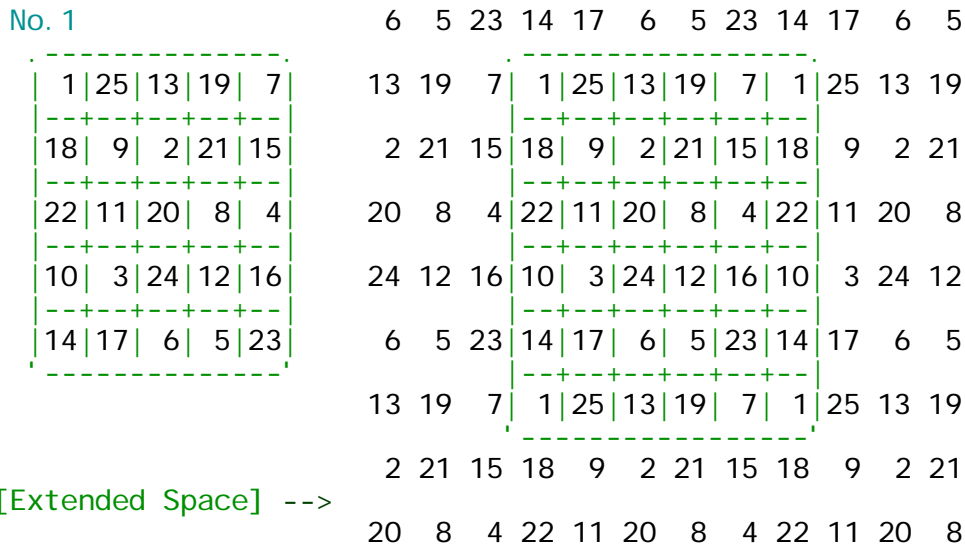 No.1 6 5 23 14 17 6 5 23 14 17 6 5
.--------------. .-----------------.
| 1|25|13|19| 7| 13 19 7| 1|25|13|19| 7| 1|25 13 19
|--+--+--+--+--| |--+--+--+--+--+--|
|18| 9| 2|21|15| 2 21 15|18| 9| 2|21|15|18| 9 2 21
|--+--+--+--+--| |--+--+--+--+--+--|
|22|11|20| 8| 4| 20 8 4|22|11|20| 8| 4|22|11 20 8
|--+--+--+--+--| |--+--+--+--+--+--|
|10| 3|24|12|16| 24 12 16|10| 3|24|12|16|10| 3 24 12
|--+--+--+--+--| |--+--+--+--+--+--|
|14|17| 6| 5|23| 6 5 23|14|17| 6| 5|23|14|17 6 5
'--------------' |--+--+--+--+--+--|
13 19 7| 1|25|13|19| 7| 1|25 13 19
'-----------------'
2 21 15 18 9 2 21 15 18 9 2 21
[Extended Space] -->
20 8 4 22 11 20 8 4 22 11 20 8